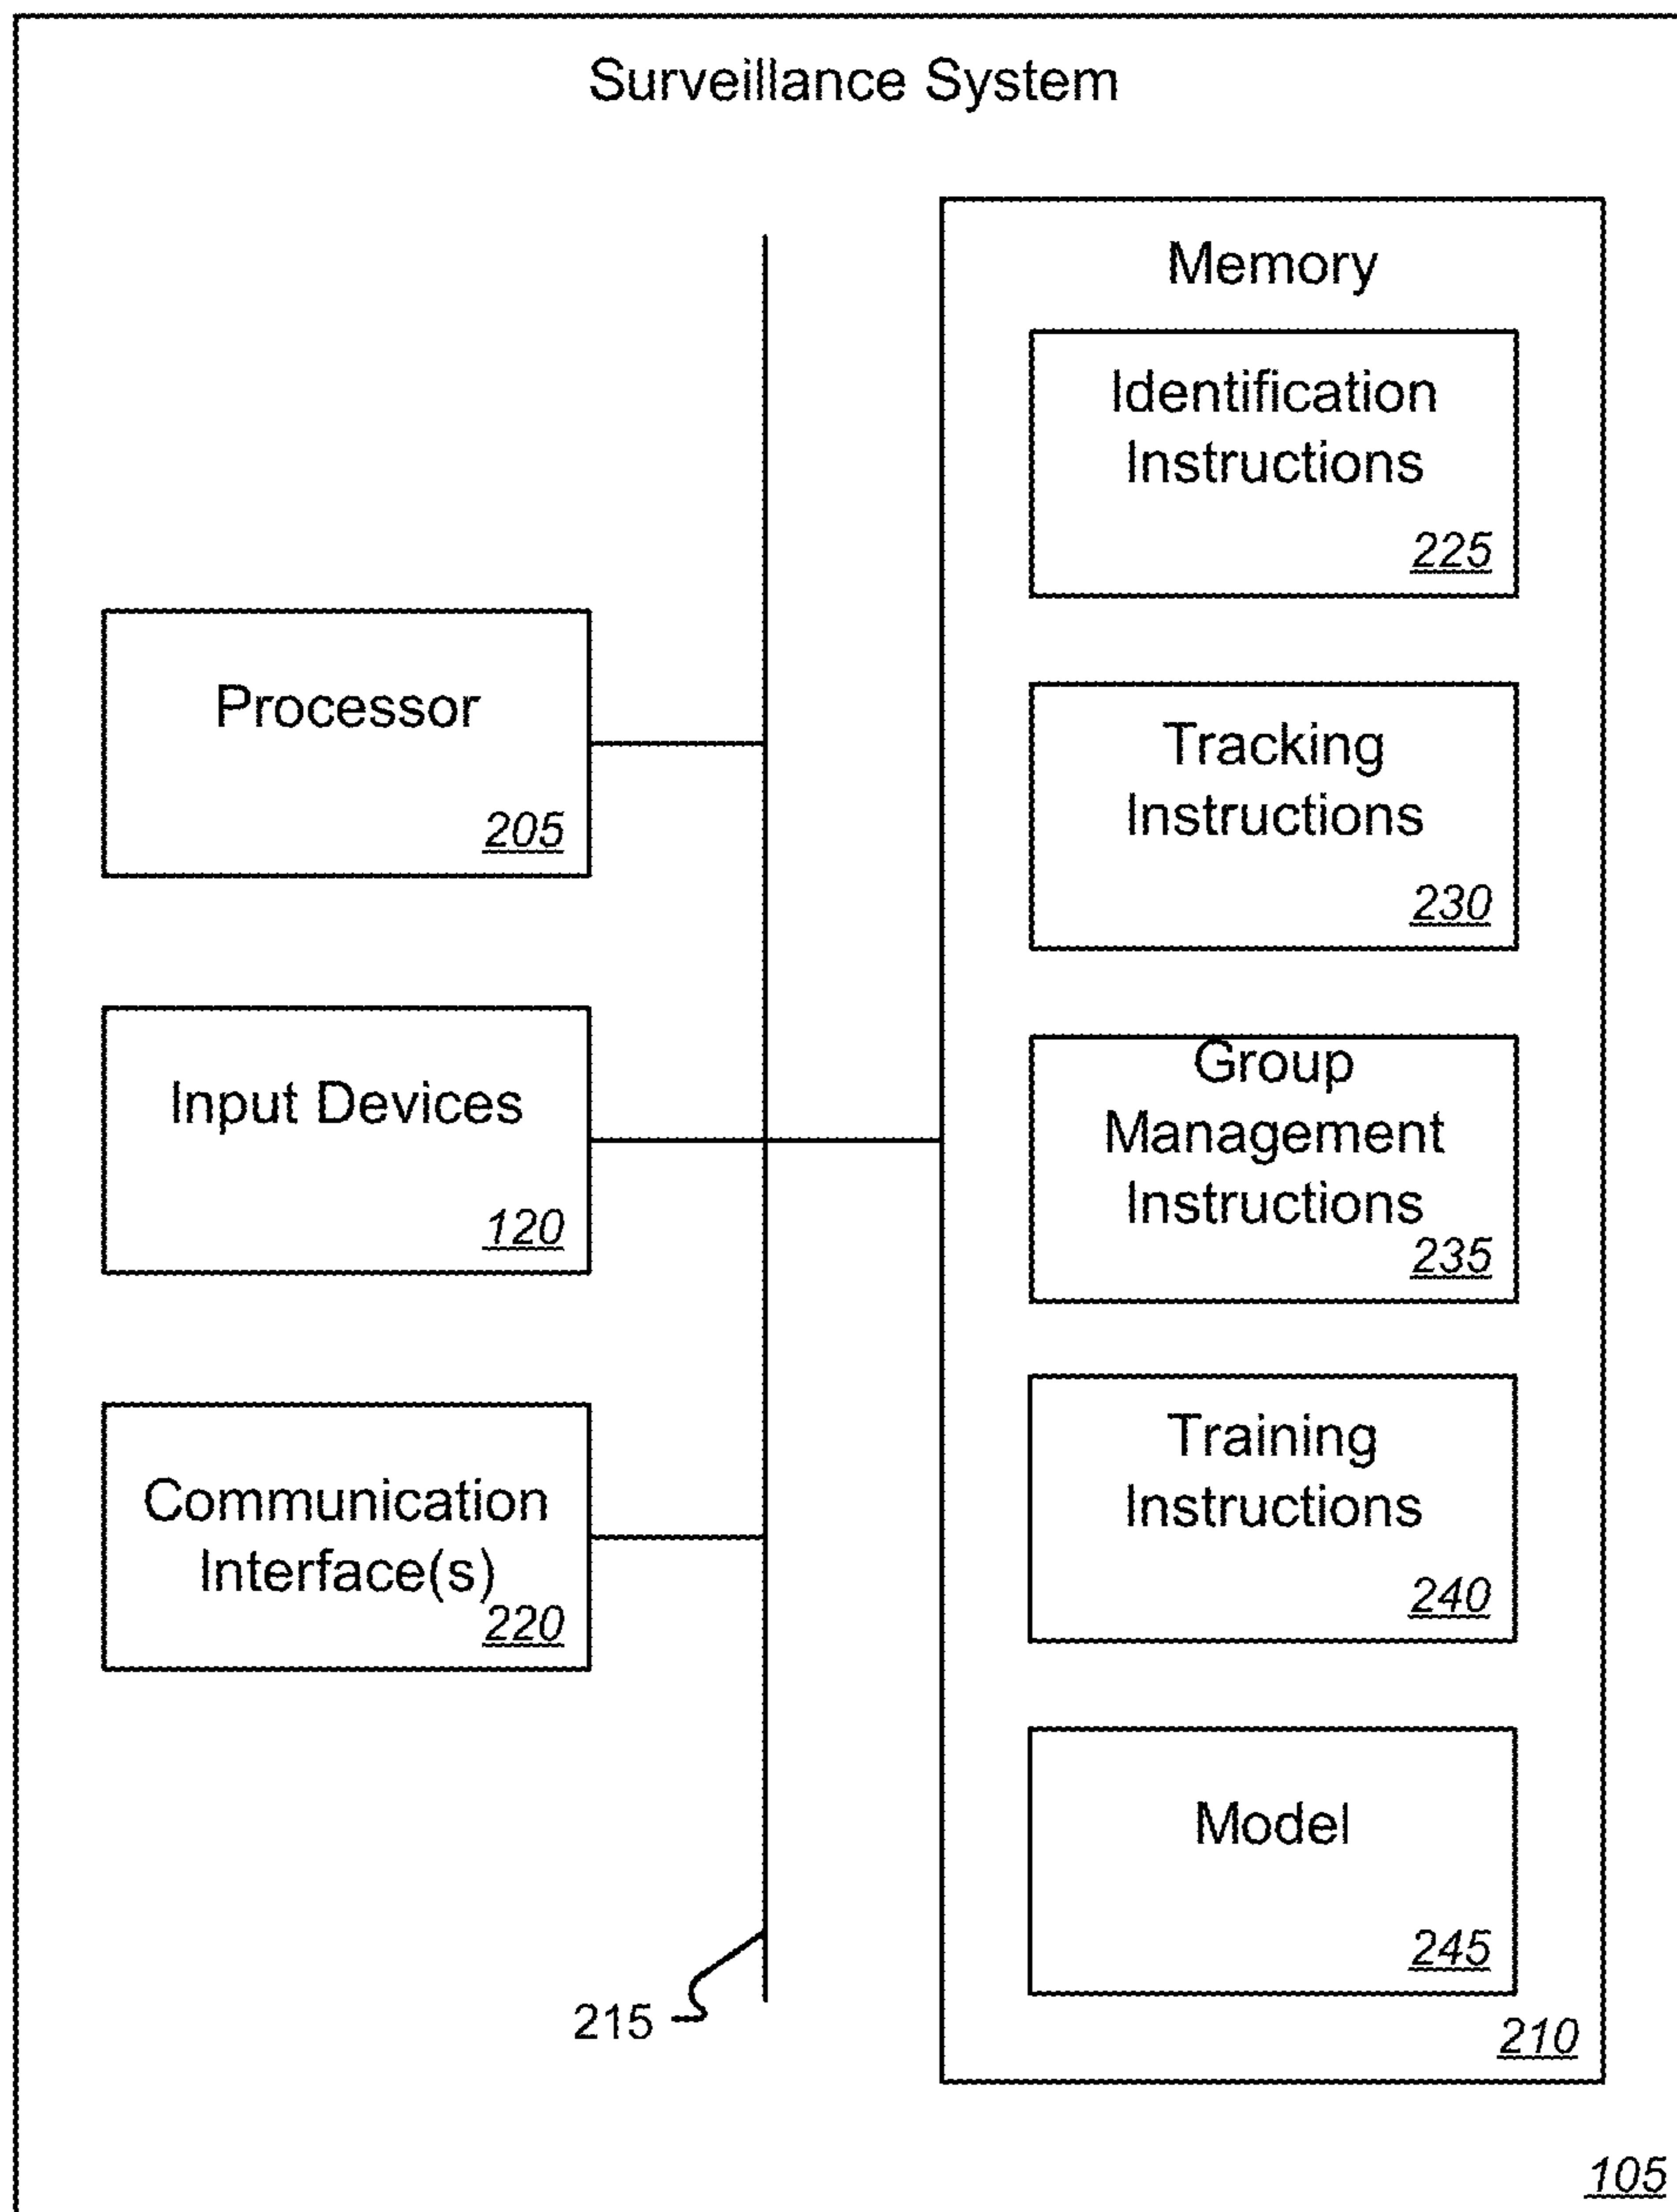 Surveillance System
Processor
205
Input Devices
120
Communication
Interface(s)
220
215
Memory
Identification
Instructions
225
Tracking
Instructions
230
Group
Management
Instructions
235
Training
Instructions
240
Model
245
210
105